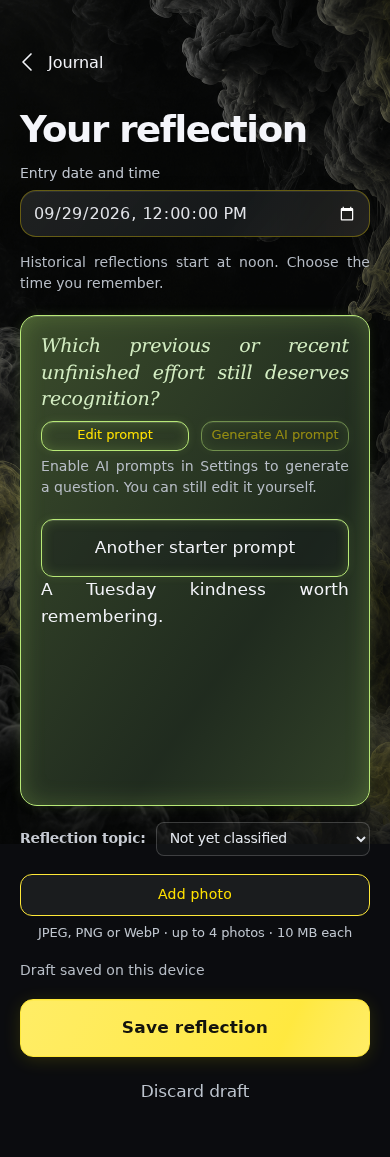 Journal
Your reflection
Entry date and time
09/29/2026, 12:00:00 PM
Historical reflections start at noon. Choose the
time you remember.
Which previous or recent
unfinished effort still deserves
recognition?
Edit prompt
Generate AI prompt
Enable AI prompts in Settings to generate
a question. You can still edit it yourself.
Another starter prompt
A Tuesday kindness worth
remembering.
Reflection topic: Not yet classified
Add photo
JPEG, PNG or WebP · up to 4 photos · 10 MB each
Draft saved on this device
Save reflection
Discard draft